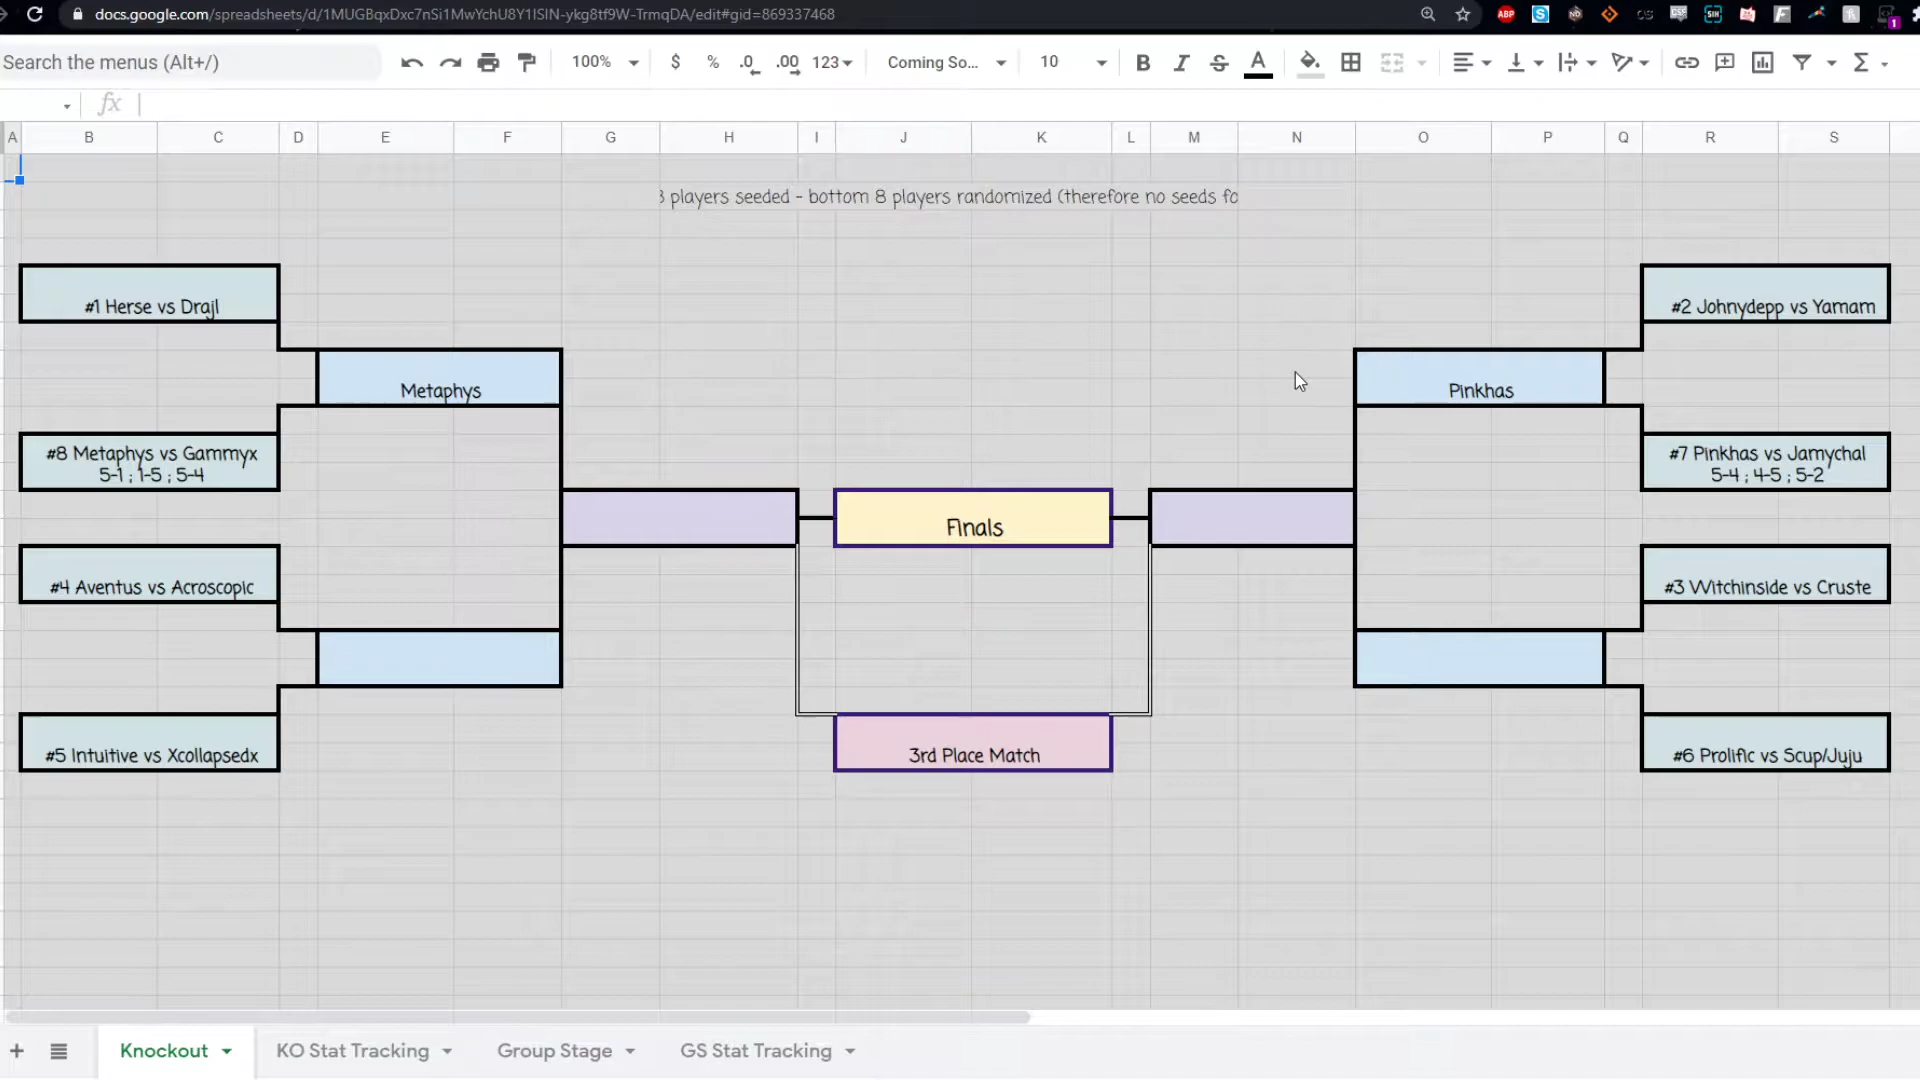 docs.google.com/spreadsheets/d/1MUGBqxDxc7nSi1MwYchU8Y1ISIN-ykg8tf9W-TrmqDA/edit#gid=869337468
Search the menus (Alt+/)
100%
$
%
.0
.00
123
Coming So...
10
B
I
S
A
fx
A B C D E F G H I J K L M N O P Q R S
players seeded - bottom 8 players randomized (therefore no seeds fo
#1 Herse vs Drajl
#2 Johnydepp vs Yamam
Metaphys
Pinkhas
#8 Metaphys vs Gammyx
5-1 ; 1-5 ; 5-4
#7 Pinkhas vs Jamychal
5-4 ; 4-5 ; 5-2
Finals
#4 Aventus vs Acroscopic
#3 Witchinside vs Cruste
#5 Intuitive vs Xcollapsedx
3rd Place Match
#6 Prolific vs Scup/Juju
Knockout
KO Stat Tracking
Group Stage
GS Stat Tracking